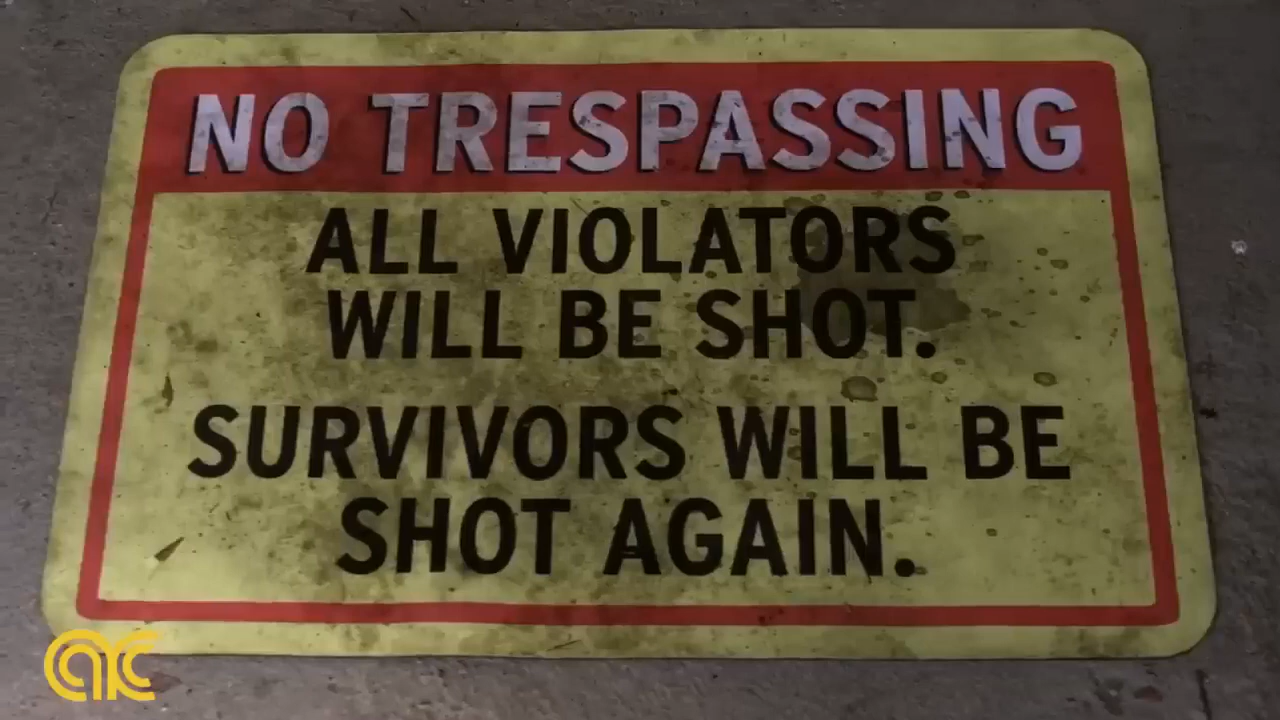 NO TRESPASSING
ALL VIOLATORS
WILL BE SHOT.
SURVIVORS WILL BE
SHOT AGAIN.